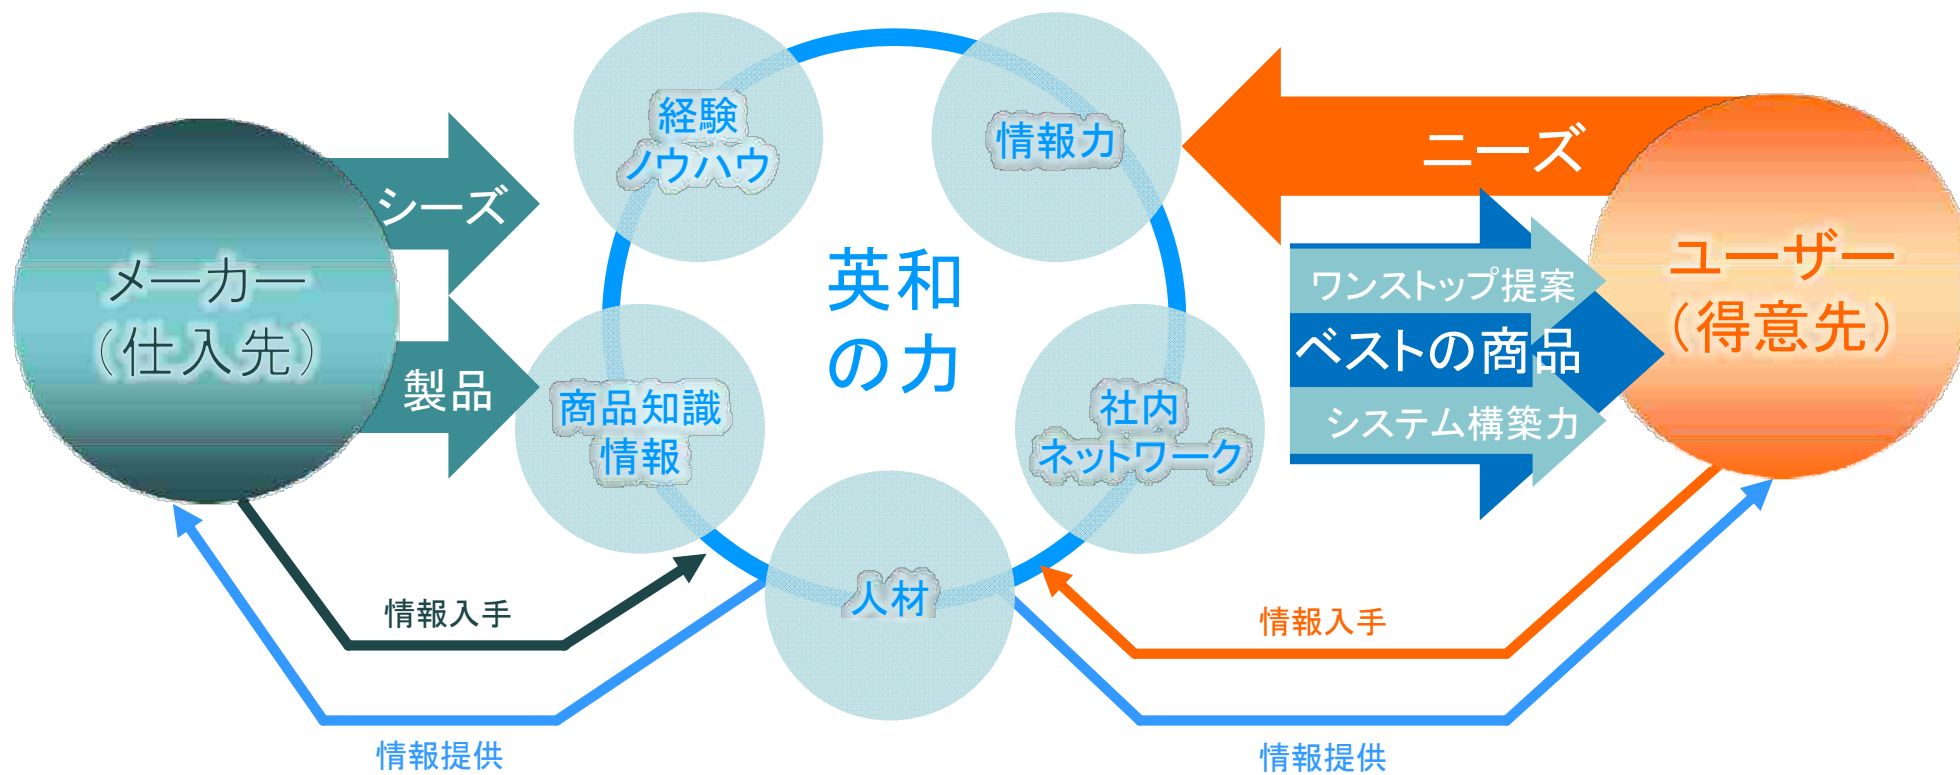 メーカー
（仕入先）
シーズ
製品
経験
ノウハウ
情報力
英和
の力
商品知識
情報
社内
ネットワーク
人材
ニーズ
ワンストップ提案
ベストの商品
システム構築力
ユーザー
（得意先）
情報入手
情報提供
情報入手
情報提供